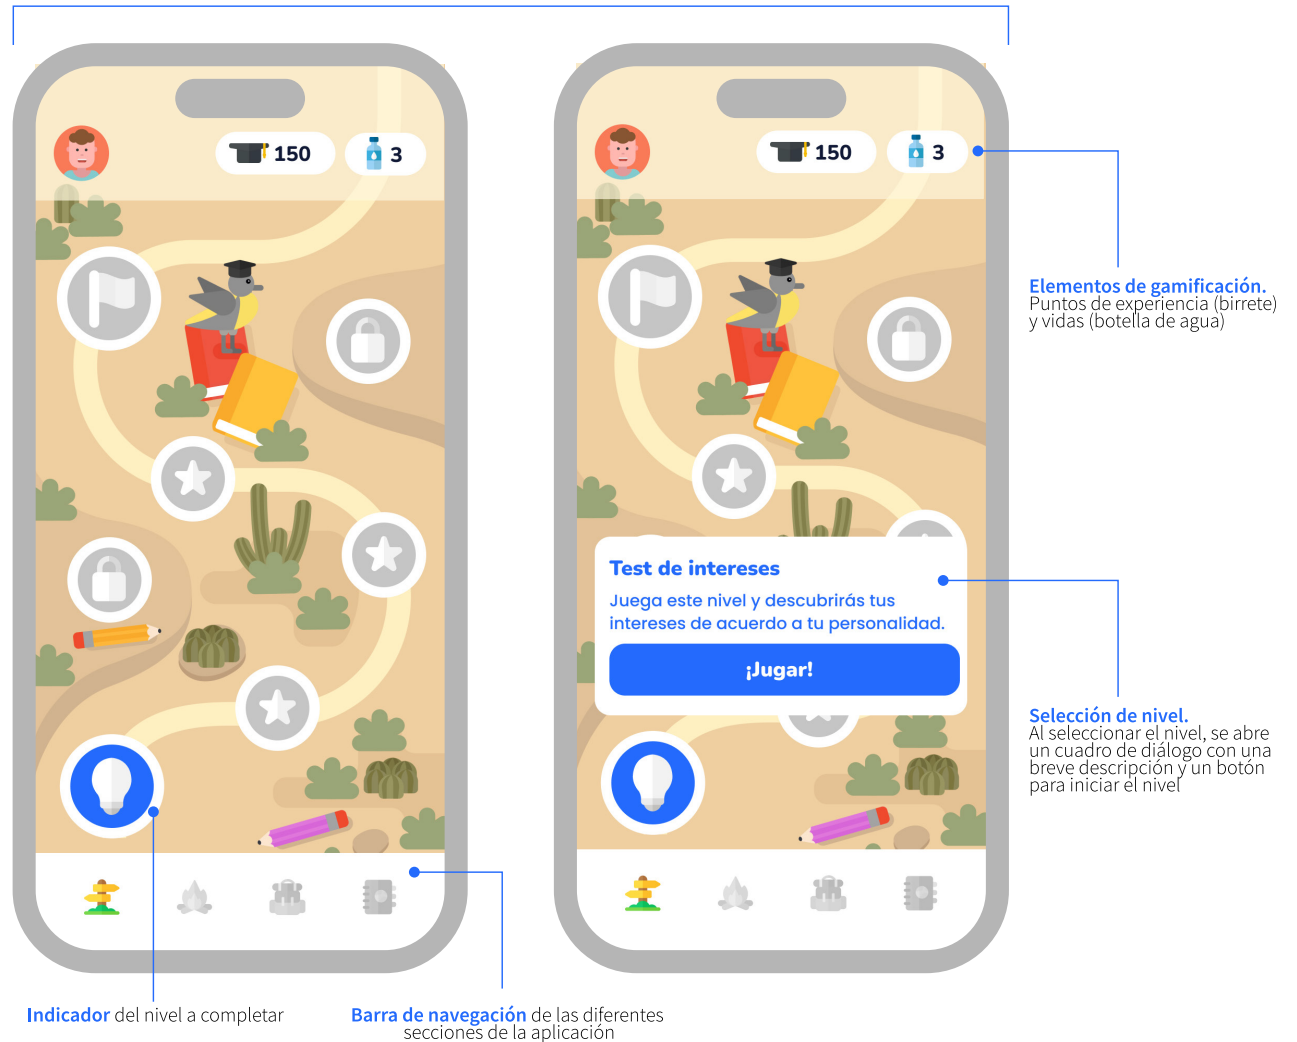 150
3
150
3
Elementos de gamificación.
Puntos de experiencia (birrete)
y vidas (botella de agua)
Test de intereses
Juega este nivel y descubrirás tus
intereses de acuerdo a tu personalidad.
¡Jugar!
Selección de nivel.
Al seleccionar el nivel, se abre
un cuadro de diálogo con una
breve descripción y un botón
para iniciar el nivel
Indicador del nivel a completar
Barra de navegación de las diferentes
secciones de la aplicación